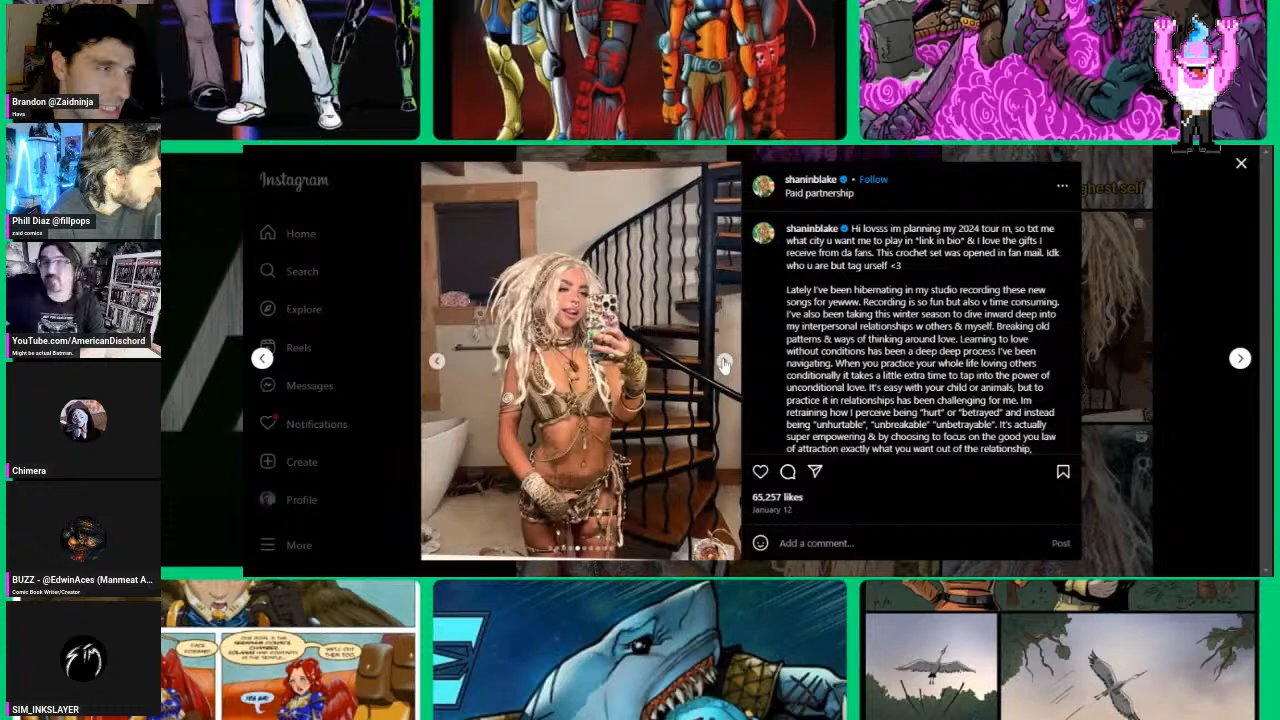 Brandon @Zaidninja
Hava
Phill Diaz @fillpops
zaid comics
YouTube.com/AmericanDischord
Might be actual Batman.
Chimera
BUZZ - @EdwinAces (Manmeat A...
Comic Book Writer/Creator
SIM_INKSLAYER
Instagram
Home
Search
Explore
Reels
Messages
Notifications
Create
Profile
More
shaninblake • Follow
Paid partnership
shaninblake Hi lovsss im planning my 2024 tour rn, so txt me
what city u want me to play in *link in bio* & I love the gifts I
receive from da fans. This crochet set was opened in fan mail. Idk
who u are but tag urself <3
Lately I've been hibernating in my studio recording these new
songs for yewww. Recording is so fun but also v time consuming.
I've also been taking this winter season to dive inward deep into
my interpersonal relationships w others & myself. Breaking old
patterns & ways of thinking around love. Learning to love
without conditions has been a deep deep process I've been
navigating. When you practice your whole life loving others
conditionally it takes a little extra time to tap into the power of
unconditional love. It's easy with your child or animals, but to
practice it in relationships has been challenging for me. Im
retraining how I perceive being "hurt" or "betrayed" and instead
being "unhurtable", "unbreakable" "unbetrayable". It's actually
super empowering & by choosing to focus on the good you law
of attraction exactly what you want out of the relationship,
65,257 likes
January 12
Add a comment...
Post
ghest self